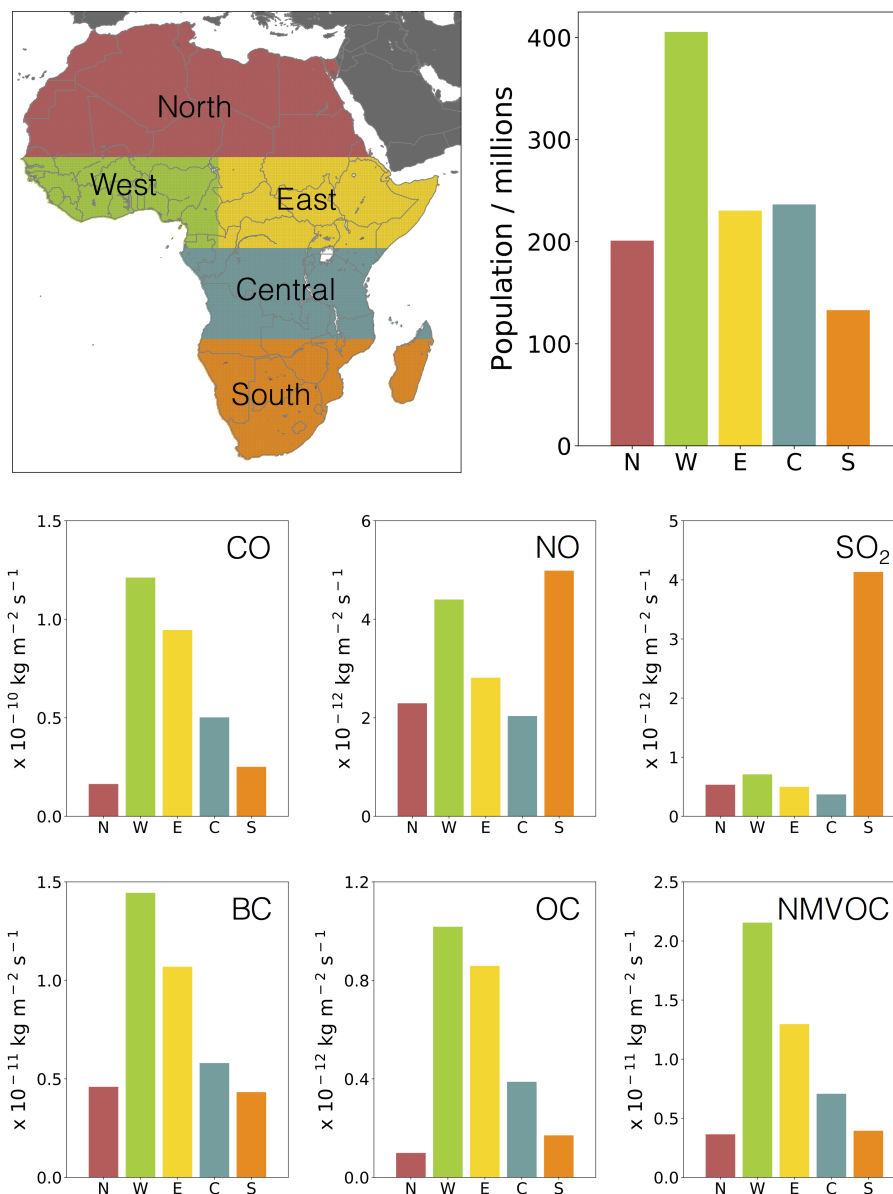 North
West
East
Central
South
Population / millions
400
300
200
100
0
N W E C S
CO
x 10⁻¹⁰ kg m⁻² s⁻¹
1.5
1.0
0.5
0.0
N W E C S
NO
x 10⁻¹² kg m⁻² s⁻¹
6
4
2
0
N W E C S
SO₂
x 10⁻¹² kg m⁻² s⁻¹
5
4
3
2
1
0
N W E C S
BC
x 10⁻¹¹ kg m⁻² s⁻¹
1.5
1.0
0.5
0.0
N W E C S
OC
x 10⁻¹² kg m⁻² s⁻¹
1.2
0.8
0.4
0.0
N W E C S
NMVOC
x 10⁻¹¹ kg m⁻² s⁻¹
2.5
2.0
1.5
1.0
0.5
0.0
N W E C S